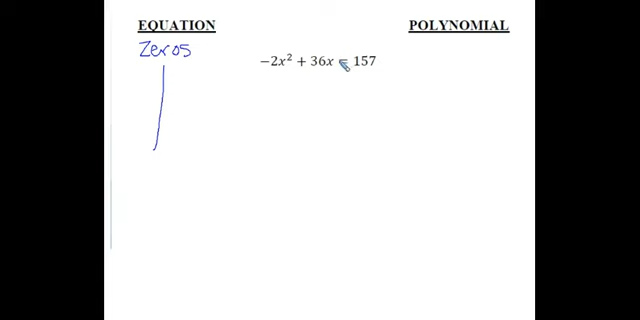 EQUATION
POLYNOMIAL
Zeros
−2x² + 36x 157